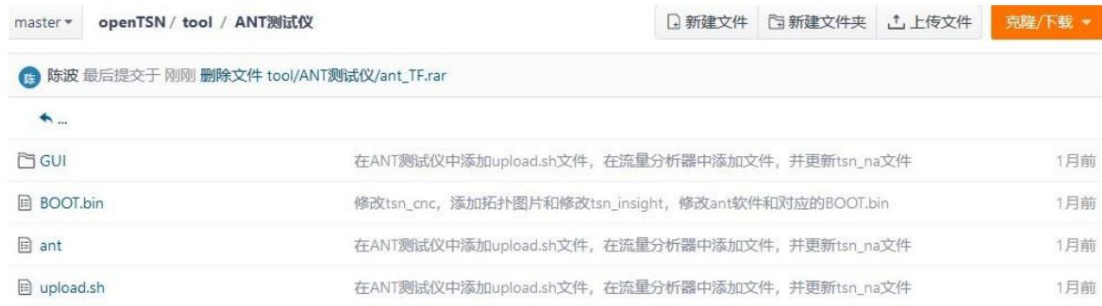 master openTSN / tool / ANT测试仪 新建文件 新建文件夹 上传文件 克隆/下载
陈 陈波 最后提交于 刚刚 删除文件 tool/ANT测试仪/ant_TF.rar
...
GUI 在ANT测试仪中添加upload.sh文件，在流量分析器中添加文件，并更新tsn_na文件 1月前
BOOT.bin 修改tsn_cnc，添加拓扑图片和修改tsn_insight，修改ant软件和对应的BOOT.bin 1月前
ant 在ANT测试仪中添加upload.sh文件，在流量分析器中添加文件，并更新tsn_na文件 1月前
upload.sh 在ANT测试仪中添加upload.sh文件，在流量分析器中添加文件，并更新tsn_na文件 1月前